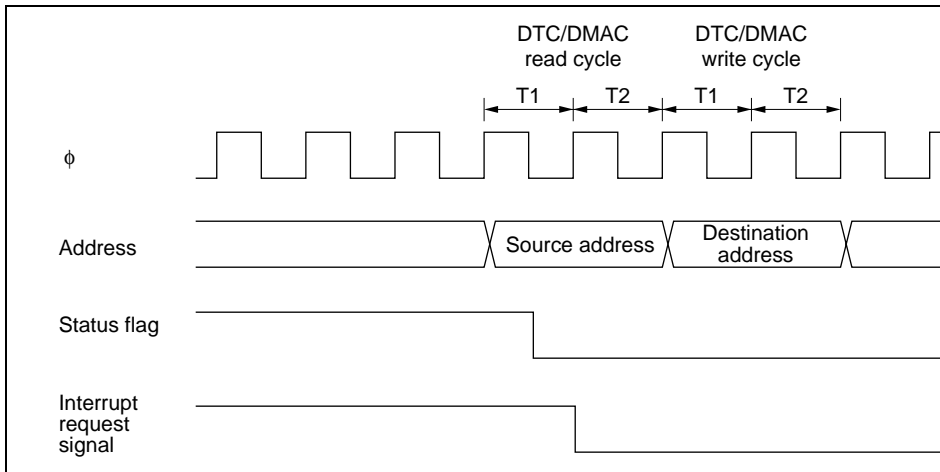 DTC/DMAC
read cycle
DTC/DMAC
write cycle
T1
T2
T1
T2
ϕ
Address
Source address
Destination
address
Status flag
Interrupt
request
signal